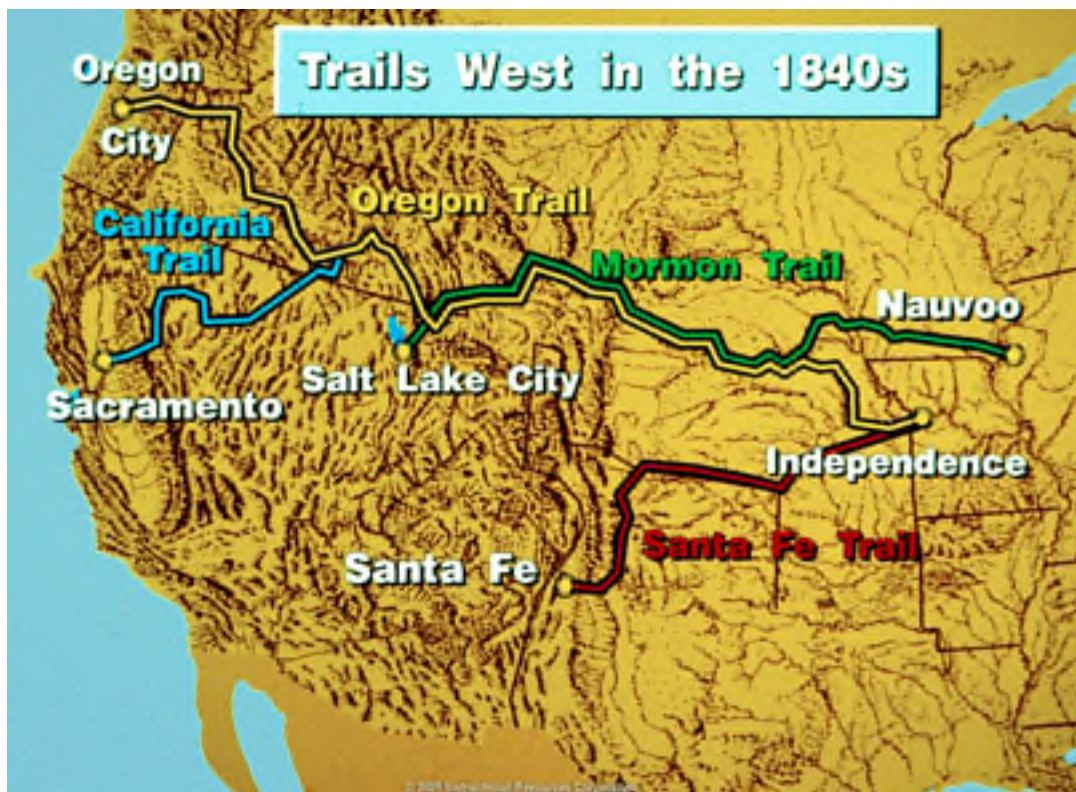 Trails West in the 1840s
Oregon
City
Oregon Trail
California
Trail
Mormon Trail
Nauvoo
Salt Lake City
Sacramento
Independence
Santa Fe Trail
Santa Fe